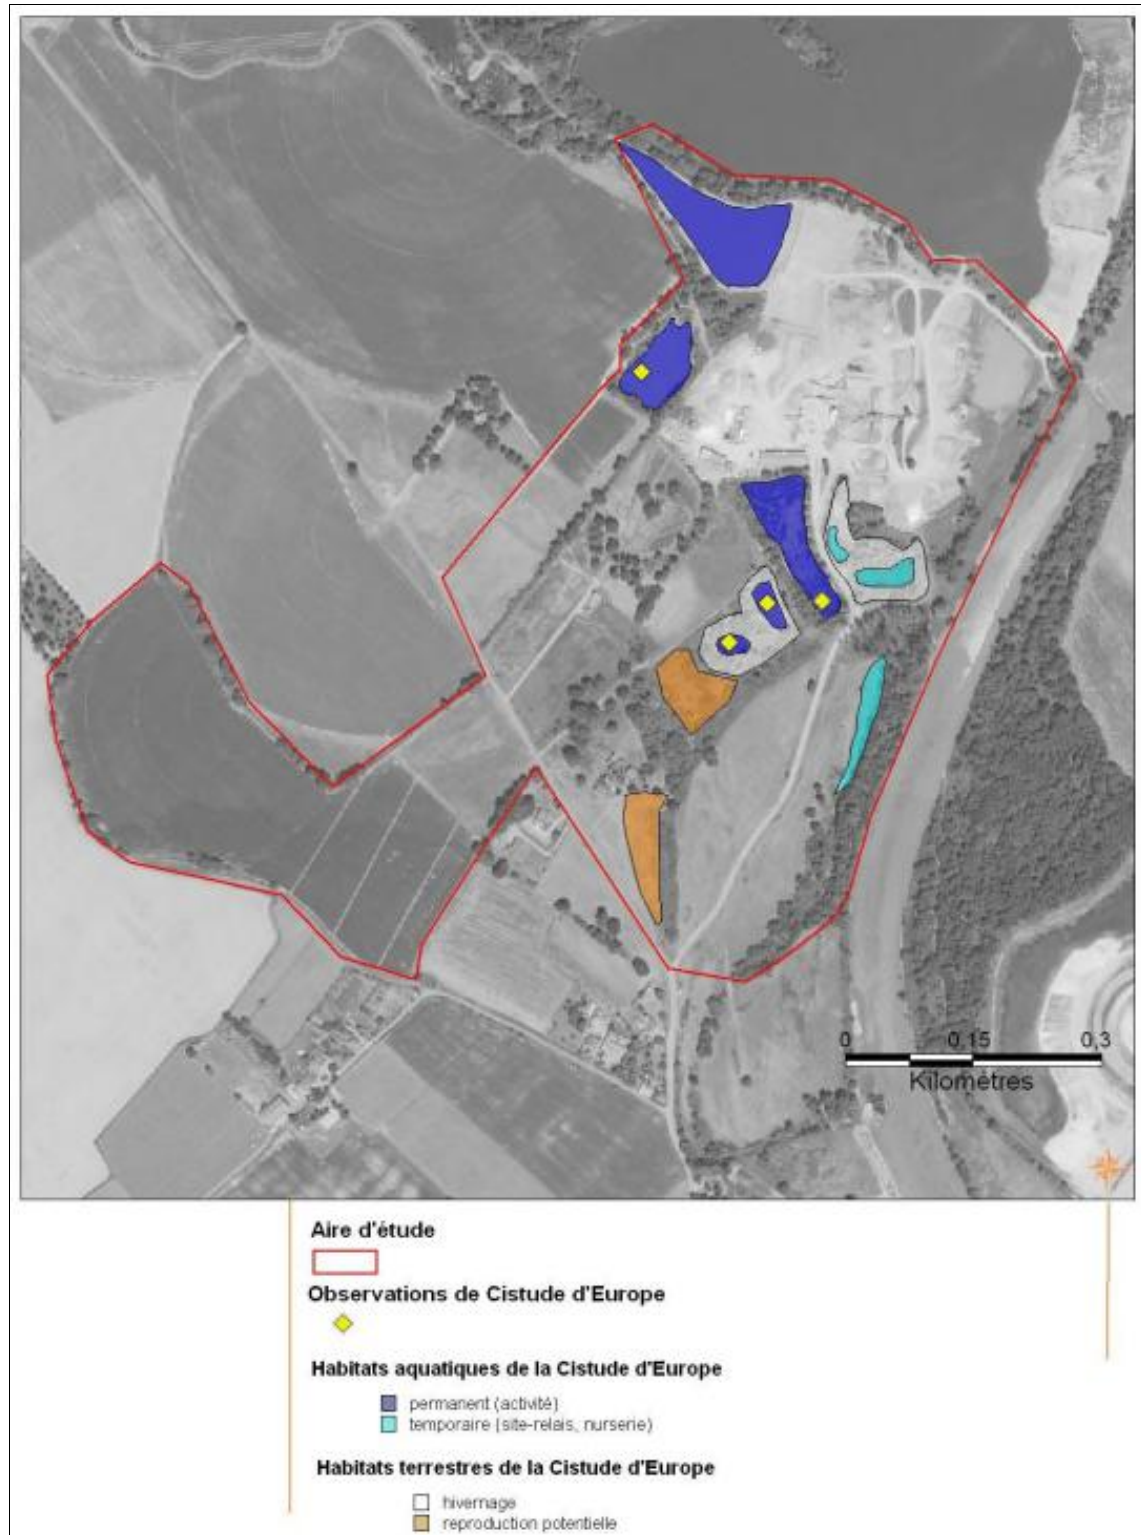 0 0,15 0,3
Kilomètres
Aire d'étude
Observations de Cistude d'Europe
Habitats aquatiques de la Cistude d'Europe
permanent (activité)
temporaire (site-relais, nurserie)
Habitats terrestres de la Cistude d'Europe
hivernage
reproduction potentielle